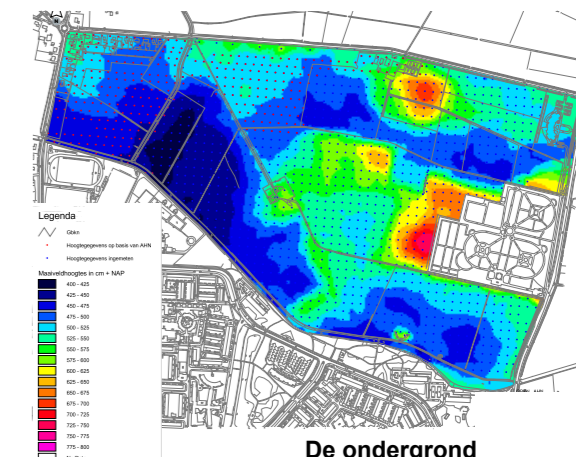 Legenda
Gbkn
Hoogtegegevens op basis van AHN
Hoogtegegevens ingemeten
Maaiveldhoogtes in cm + NAP
400 - 425
425 - 450
450 - 475
475 - 500
500 - 525
525 - 550
550 - 575
575 - 600
600 - 625
625 - 650
650 - 675
675 - 700
700 - 725
725 - 750
750 - 775
775 - 800
De ondergrond